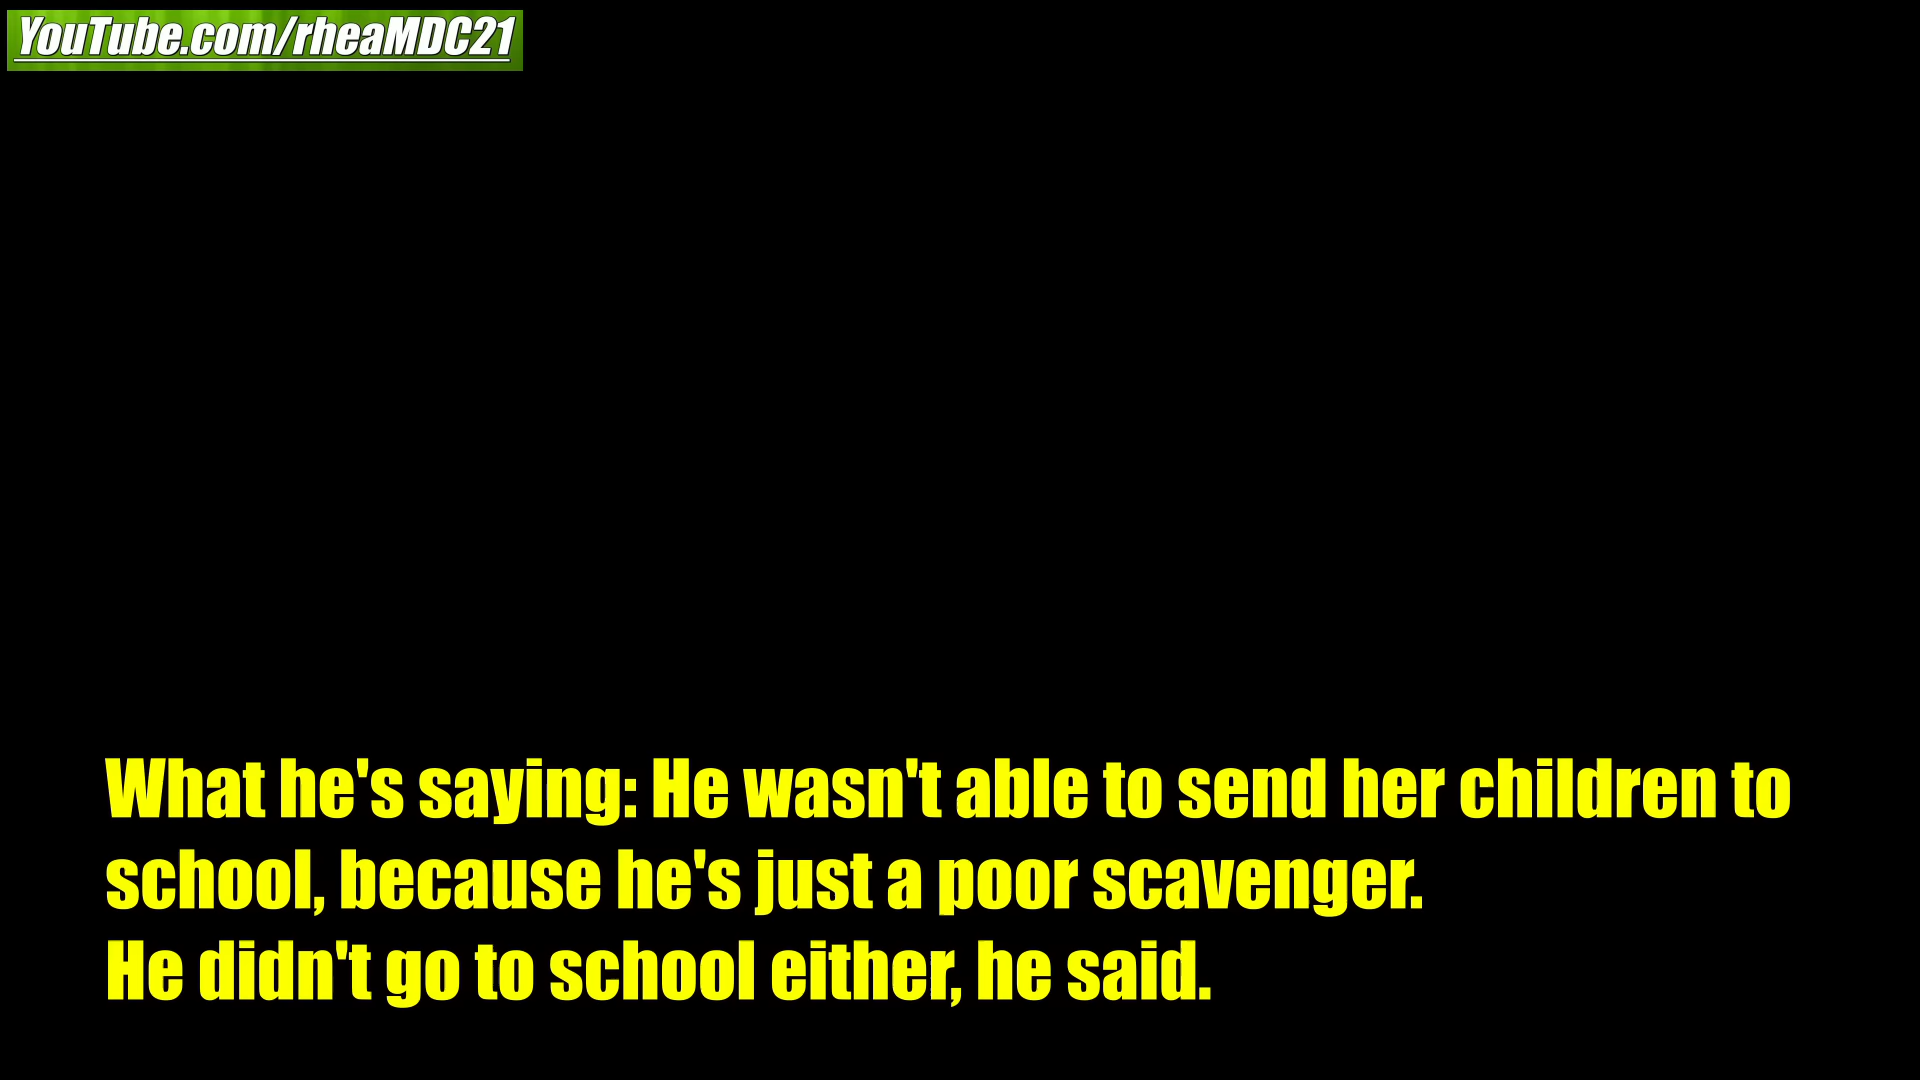 YouTube.com/rheaMDC21
What he's saying: He wasn't able to send her children to
school, because he's just a poor scavenger.
He didn't go to school either, he said.